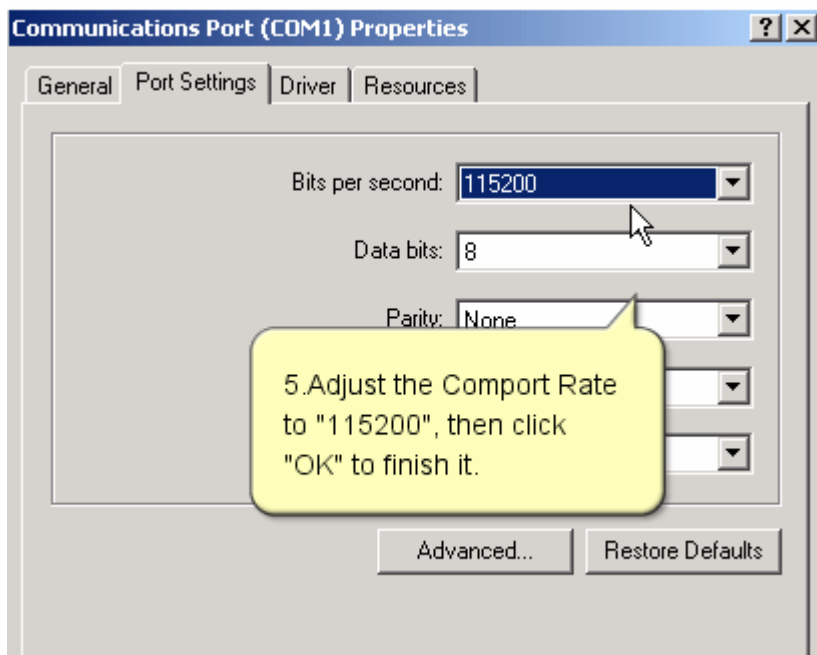 Communications Port (COM1) Properties
General Port Settings Driver Resources
Bits per second: 115200
Data bits: 8
Parity: None
5.Adjust the Comport Rate
to "115200", then click
"OK" to finish it.
Advanced... Restore Defaults